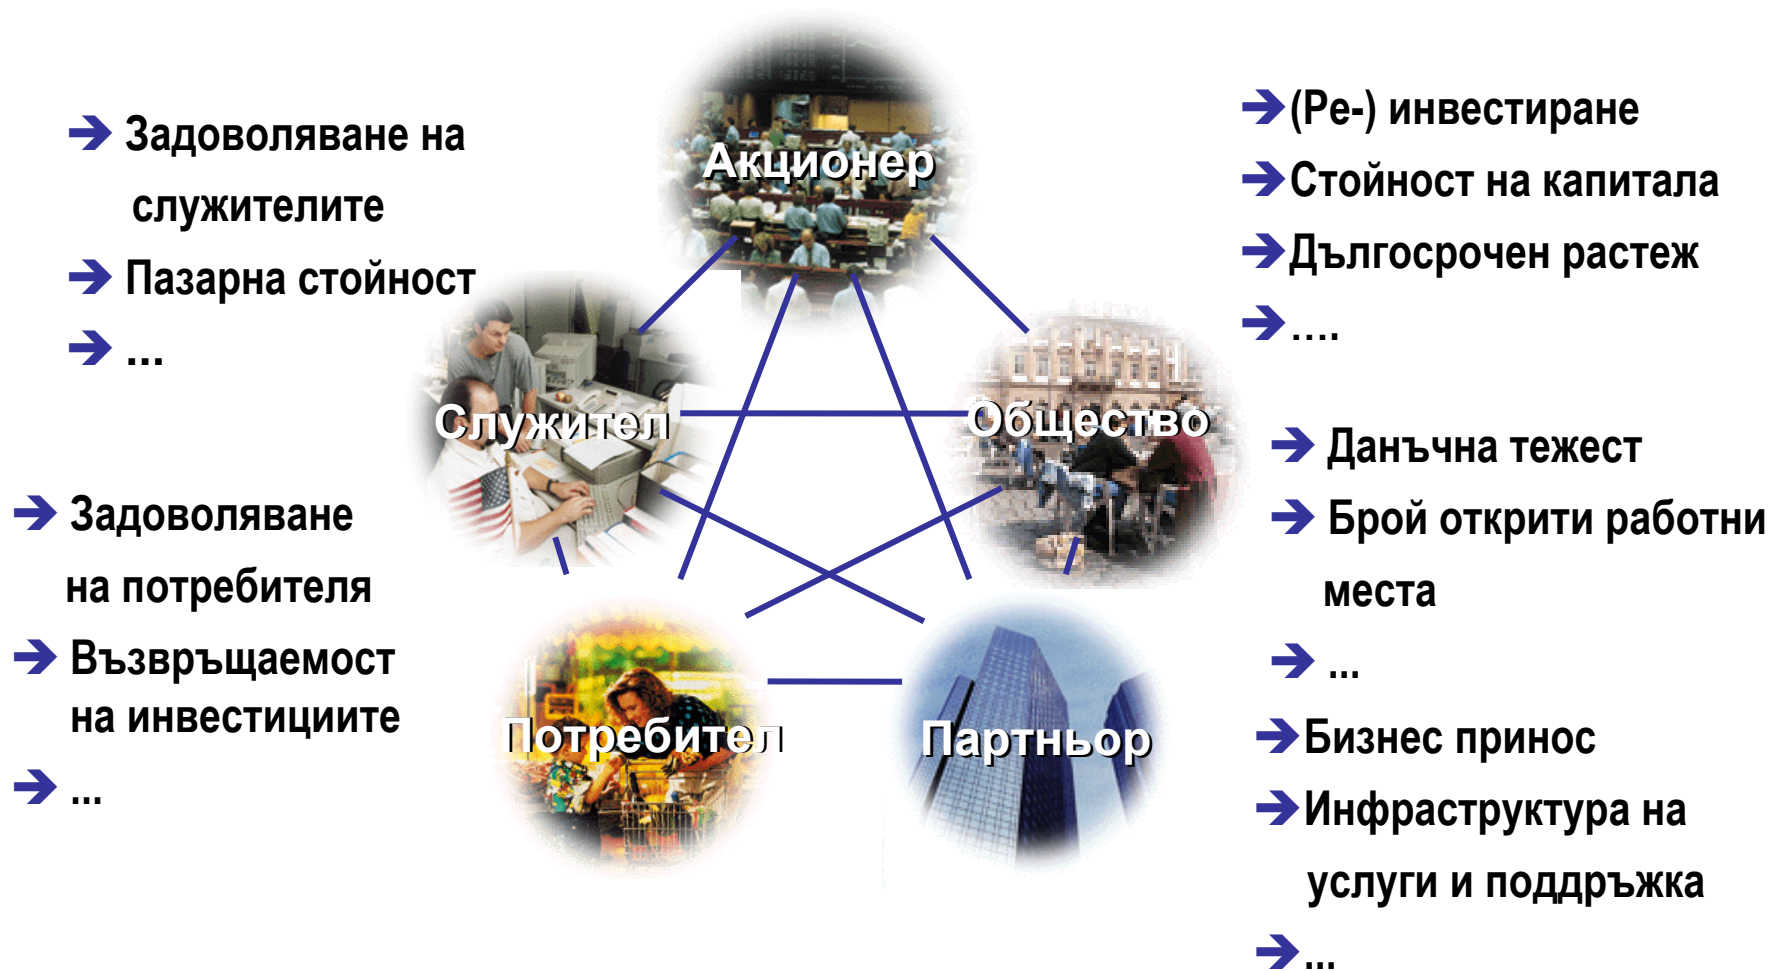 ➔ Задоволяване на
служителите
➔ Пазарна стойност
➔ ...
➔ Задоволяване
на потребителя
➔ Възвръщаемост
на инвестициите
➔ ...
Акционер
Служител
Общество
Потребител
Партньор
➔(Ре-) инвестиране
➔Стойност на капитала
➔Дългосрочен растеж
➔….
➔ Данъчна тежест
➔ Брой открити работни
места
➔ ...
➔Бизнес принос
➔Инфраструктура на
услуги и поддръжка
➔...